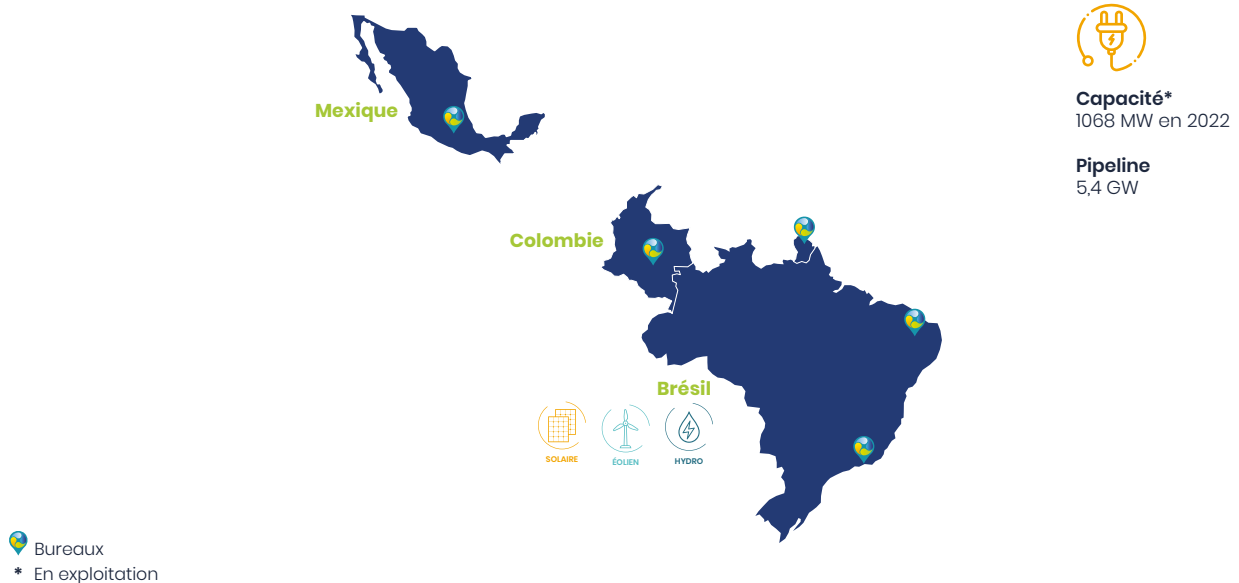 Mexique
Capacité*
1068 MW en 2022
Pipeline
5,4 GW
Colombie
Brésil
SOLAIRE
ÉOLIEN
HYDRO
Bureaux
* En exploitation